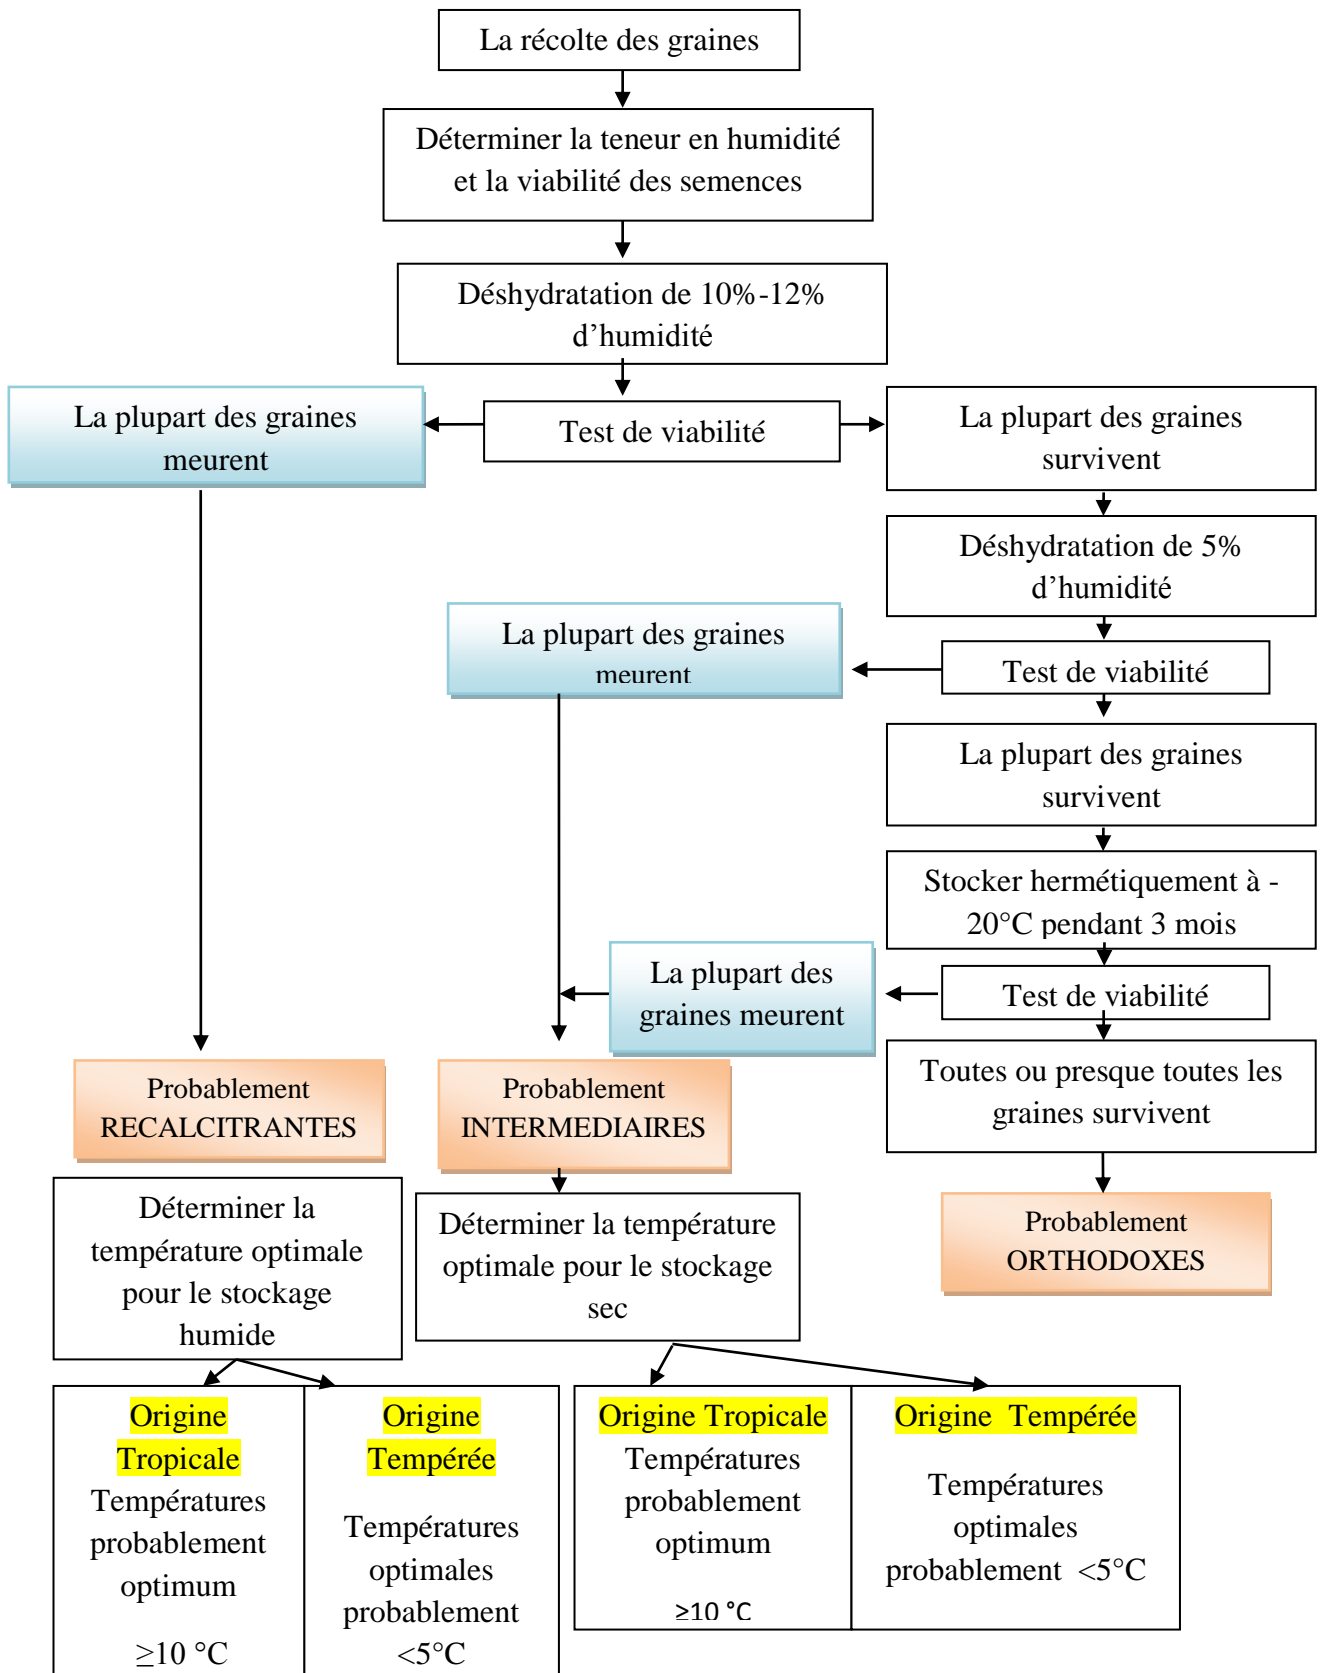 La récolte des graines
Déterminer la teneur en humidité
et la viabilité des semences
Déshydratation de 10%-12%
d’humidité
La plupart des graines
meurent
Test de viabilité
La plupart des graines
survivent
Déshydratation de 5%
d’humidité
La plupart des graines
meurent
Test de viabilité
La plupart des graines
survivent
Stocker hermétiquement à -
20°C pendant 3 mois
La plupart des
graines meurent
Test de viabilité
Toutes ou presque toutes les
graines survivent
Probablement
RECALCITRANTES
Probablement
INTERMEDIAIRES
Probablement
ORTHODOXES
Déterminer la
température optimale
pour le stockage
humide
Déterminer la température
optimale pour le stockage
sec
Origine
Tropicale
Températures
probablement
optimum
≥10 °C
Origine
Tempérée
Températures
optimales
probablement
<5°C
Origine Tropicale
Températures
probablement
optimum
≥10 °C
Origine Tempérée
Températures
optimales
probablement <5°C